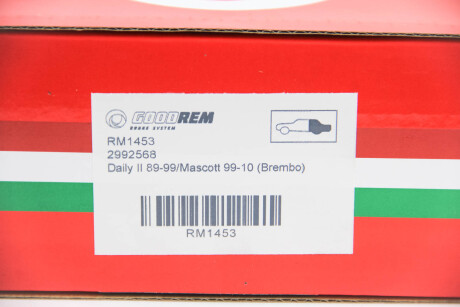 GOODREM
BRAKE SYSTEM
RM1453
2992568
Daily II 89-99/Mascott 99-10 (Brembo)
RM1453